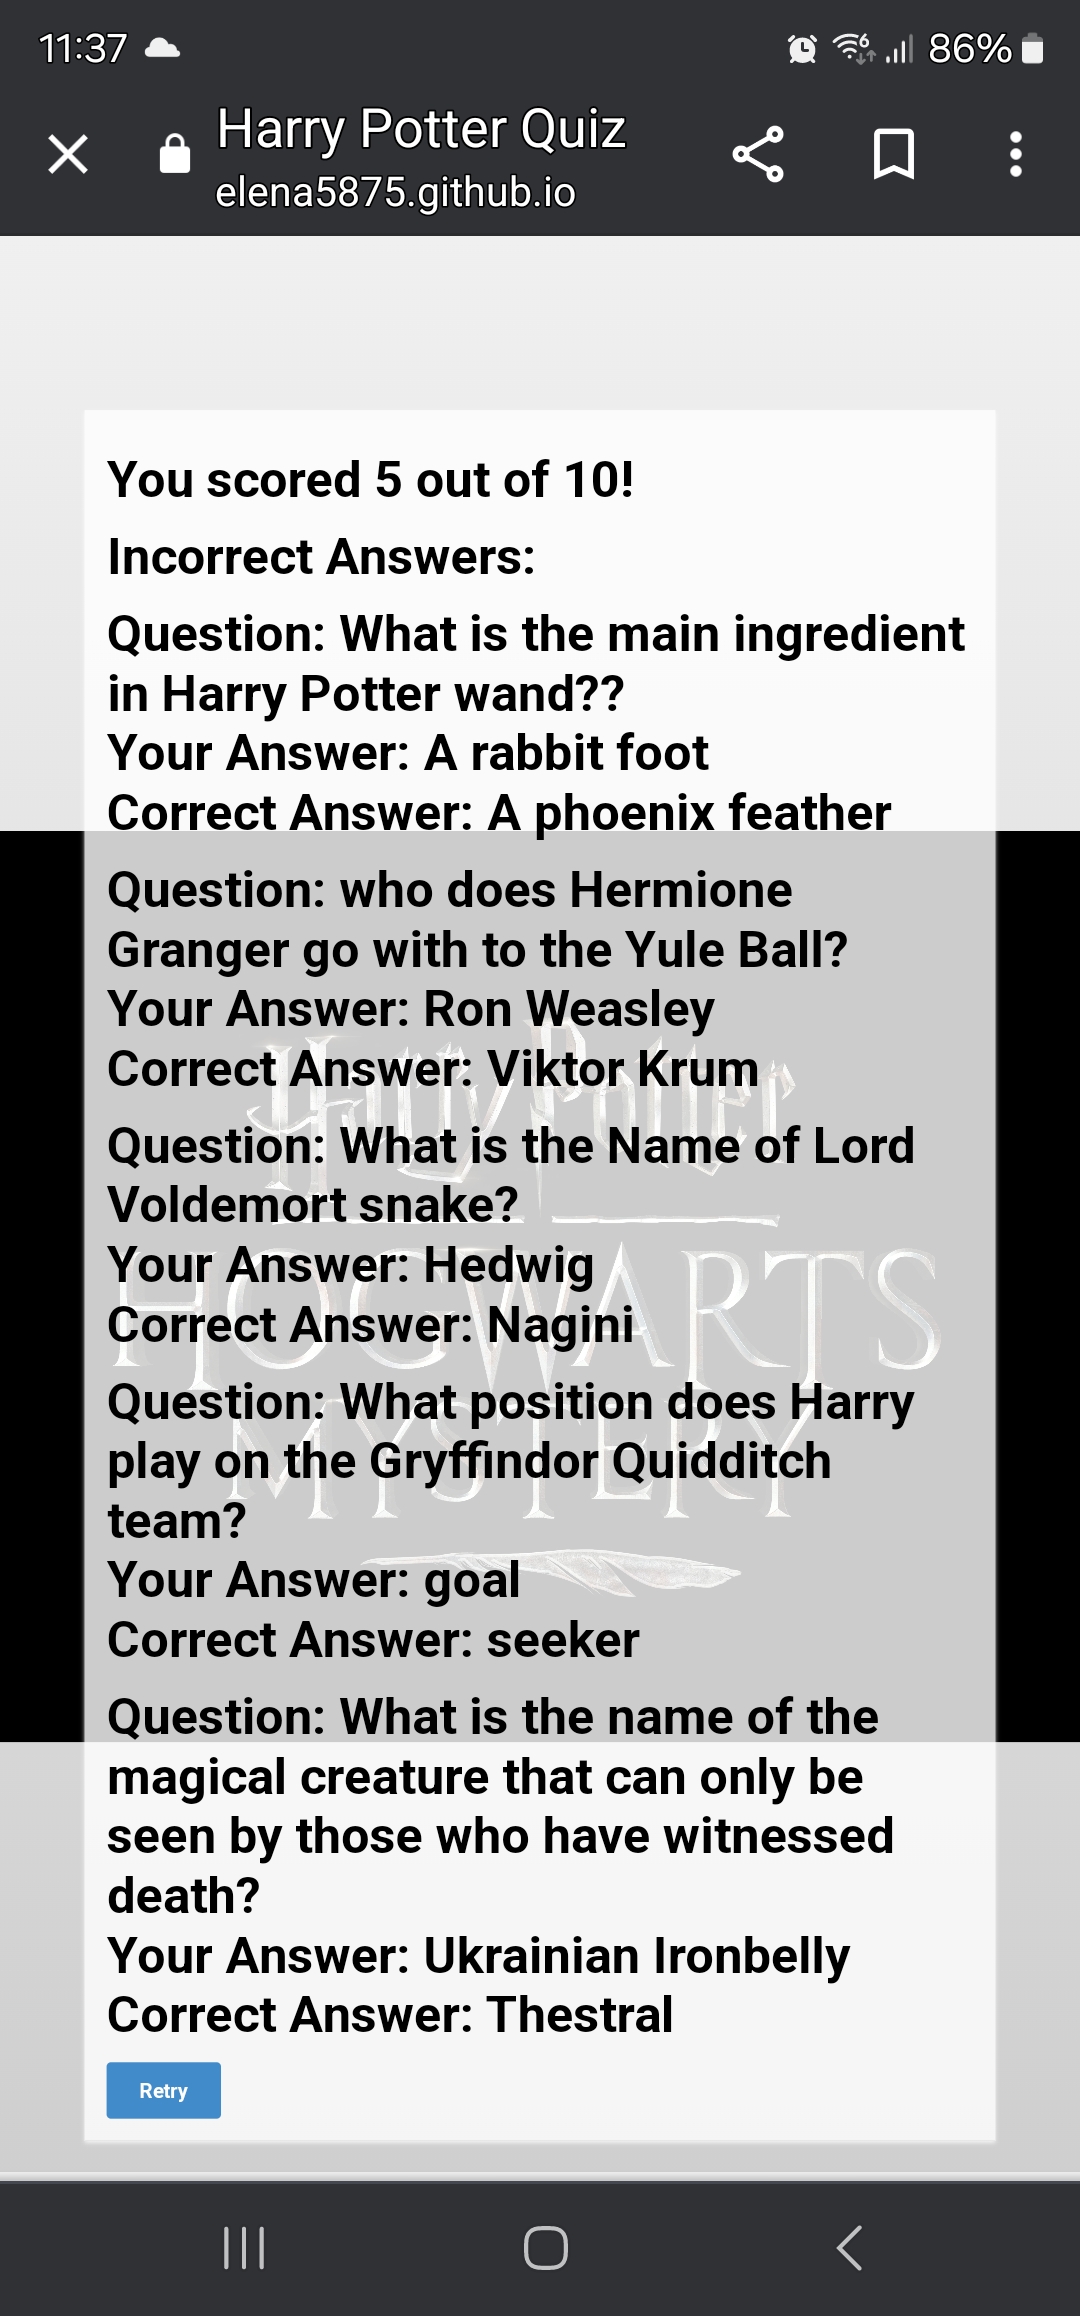 11:37
6
86%
Harry Potter Quiz
elena5875.github.io
You scored 5 out of 10!
Incorrect Answers:
Question: What is the main ingredient
in Harry Potter wand??
Your Answer: A rabbit foot
Correct Answer: A phoenix feather
Question: who does Hermione
Granger go with to the Yule Ball?
Your Answer: Ron Weasley
Correct Answer: Viktor Krum
Harry Potter
Question: What is the Name of Lord
Voldemort snake?
Your Answer: Hedwig
HOGWARTS
Correct Answer: Nagini
Question: What position does Harry
play on the Gryffindor Quidditch
MYSTERY
team?
Your Answer: goal
Correct Answer: seeker
Question: What is the name of the
magical creature that can only be
seen by those who have witnessed
death?
Your Answer: Ukrainian Ironbelly
Correct Answer: Thestral
Retry